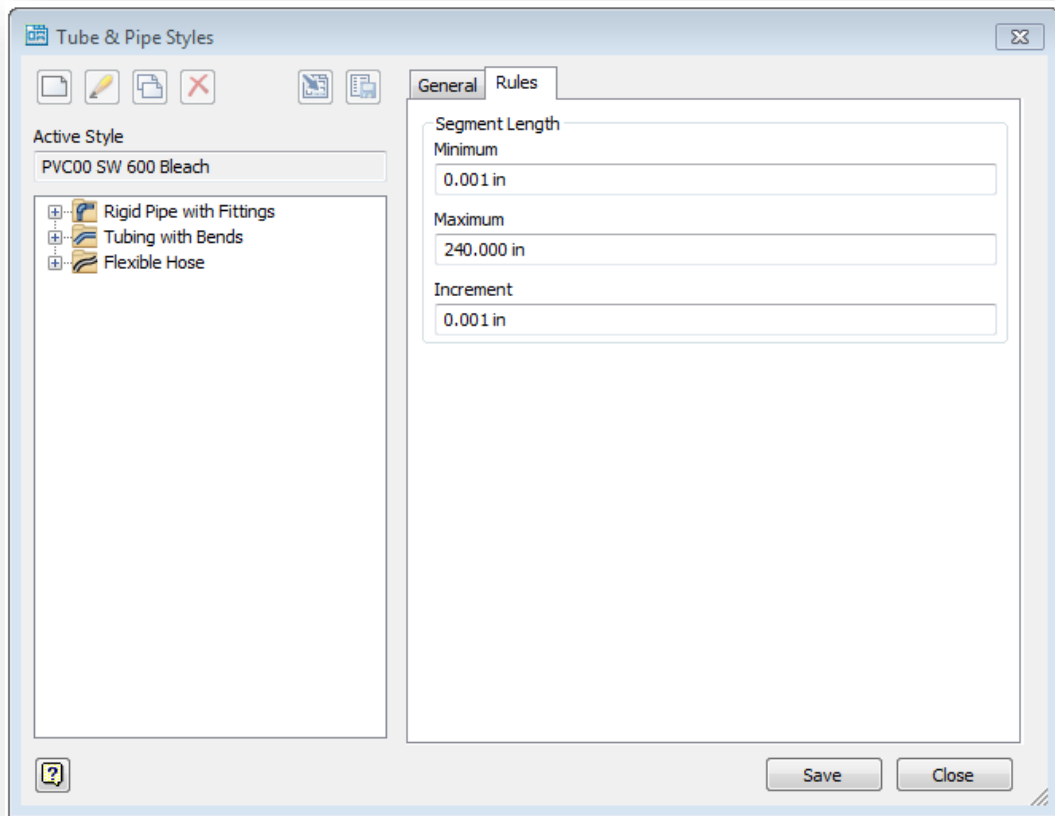 Tube & Pipe Styles
General
Rules
Active Style
PVC00 SW 600 Bleach
Rigid Pipe with Fittings
Tubing with Bends
Flexible Hose
Segment Length
Minimum
0.001 in
Maximum
240.000 in
Increment
0.001 in
?
Save
Close